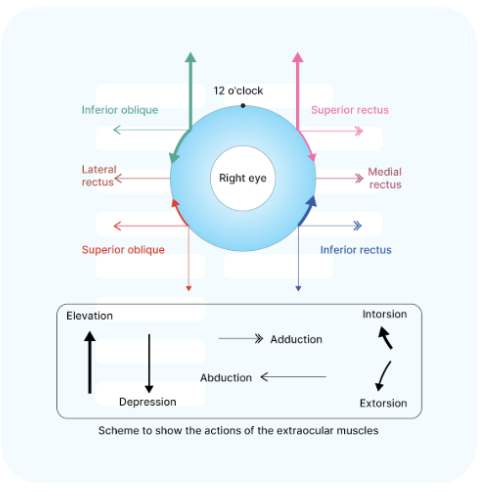 12 o'clock
Inferior oblique
Superior rectus
Lateral
rectus
Right eye
Medial
rectus
Superior oblique
Inferior rectus
Elevation
Intorsion
Adduction
Abduction
Depression
Extorsion
Scheme to show the actions of the extraocular muscles